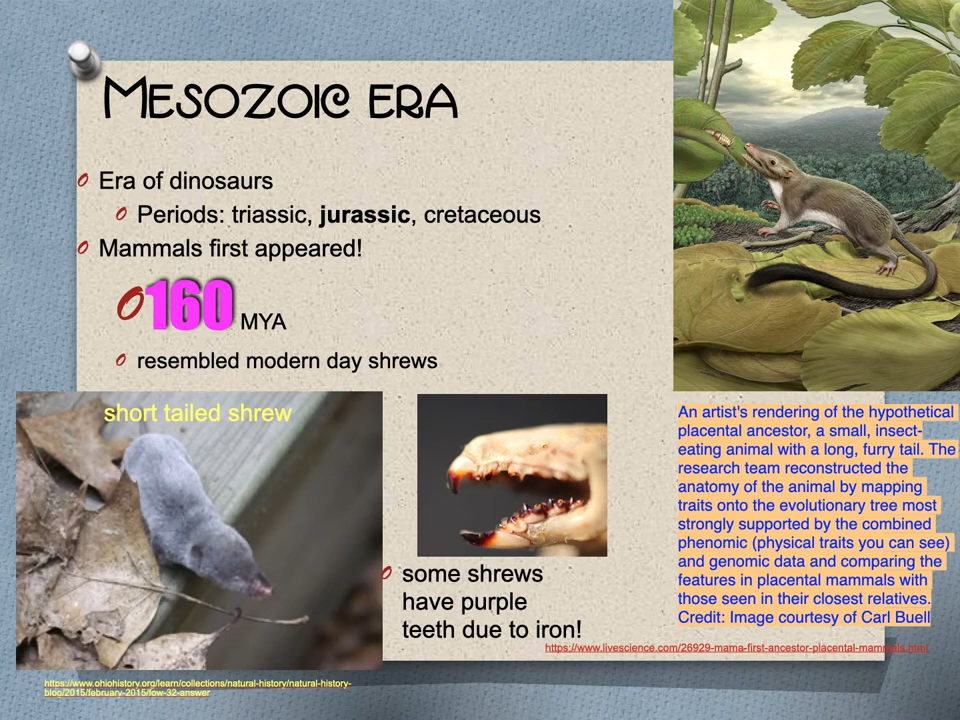 Mesozoic era
Era of dinosaurs
Periods: triassic, jurassic, cretaceous
Mammals first appeared!
160 MYA
resembled modern day shrews
short tailed shrew
some shrews
have purple
teeth due to iron!
An artist's rendering of the hypothetical
placental ancestor, a small, insect-
eating animal with a long, furry tail. The
research team reconstructed the
anatomy of the animal by mapping
traits onto the evolutionary tree most
strongly supported by the combined
phenomic (physical traits you can see)
and genomic data and comparing the
features in placental mammals with
those seen in their closest relatives.
Credit: Image courtesy of Carl Buell
https://www.livescience.com/26929-mama-first-ancestor-placental-mammals.html
https://www.ohiohistory.org/learn/collections/natural-history/natural-history-
blog/2015/february-2015/fow-32-answer